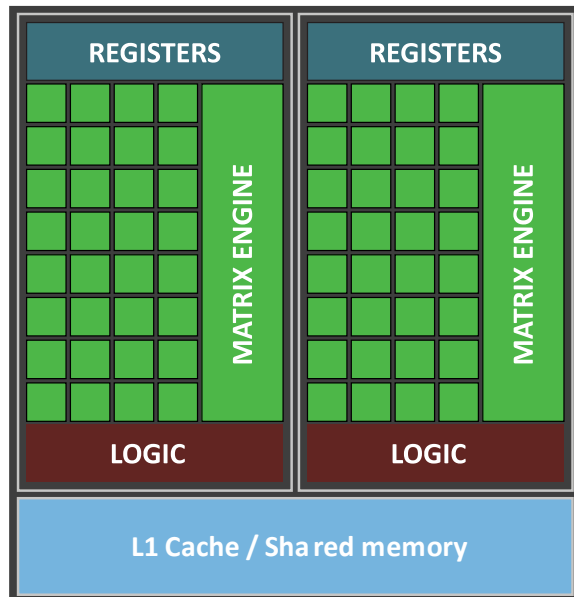 REGISTERS
MATRIX ENGINE
LOGIC
REGISTERS
MATRIX ENGINE
LOGIC
L1 Cache / Shared memory